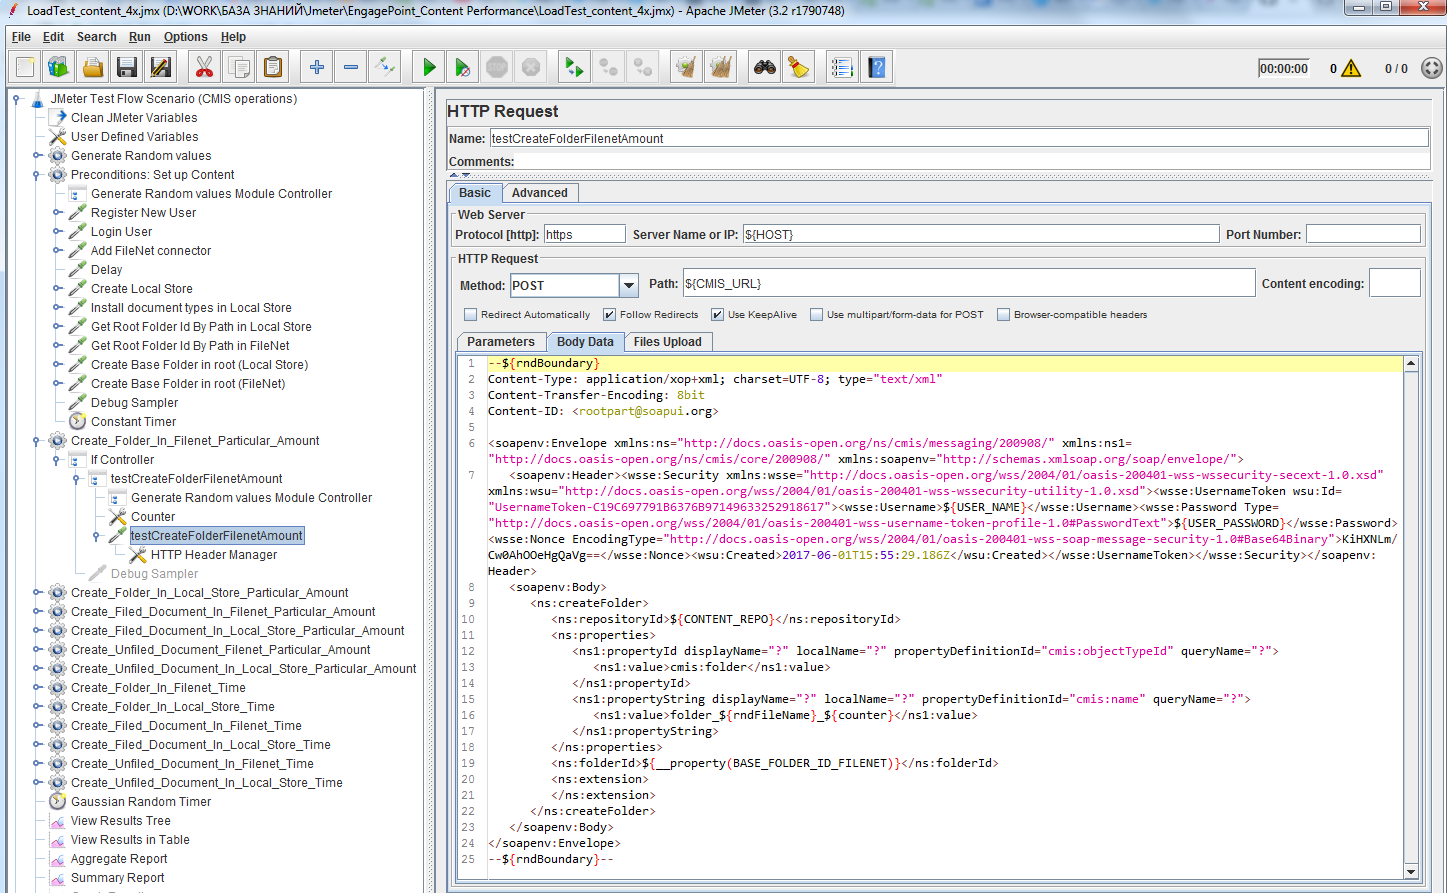 LoadTest_content_4x.jmx (D:\WORK\БАЗА ЗНАНИЙ\Jmeter\EngagePoint_Content Performance\LoadTest_content_4x.jmx) - Apache JMeter (3.2 r1790748)
File Edit Search Run Options Help
00:00:00 0 0 / 0
JMeter Test Flow Scenario (CMIS operations)
Clean JMeter Variables
User Defined Variables
Generate Random values
Preconditions: Set up Content
Generate Random values Module Controller
Register New User
Login User
Add FileNet connector
Delay
Create Local Store
Install document types in Local Store
Get Root Folder Id By Path in Local Store
Get Root Folder Id By Path in FileNet
Create Base Folder in root (Local Store)
Create Base Folder in root (FileNet)
Debug Sampler
Constant Timer
Create_Folder_In_Filenet_Particular_Amount
If Controller
testCreateFolderFilenetAmount
Generate Random values Module Controller
Counter
testCreateFolderFilenetAmount
HTTP Header Manager
Debug Sampler
Create_Folder_In_Local_Store_Particular_Amount
Create_Filed_Document_In_Filenet_Particular_Amount
Create_Filed_Document_In_Local_Store_Particular_Amount
Create_Unfiled_Document_Filenet_Particular_Amount
Create_Unfiled_Document_In_Local_Store_Particular_Amount
Create_Folder_In_Filenet_Time
Create_Folder_In_Local_Store_Time
Create_Filed_Document_In_Filenet_Time
Create_Filed_Document_In_Local_Store_Time
Create_Unfiled_Document_In_Filenet_Time
Create_Unfiled_Document_In_Local_Store_Time
Gaussian Random Timer
View Results Tree
View Results in Table
Aggregate Report
Summary Report
HTTP Request
Name: testCreateFolderFilenetAmount
Comments:
Basic Advanced
Web Server
Protocol [http]: https Server Name or IP: ${HOST} Port Number:
HTTP Request
Method: POST Path: ${CMIS_URL} Content encoding:
Redirect Automatically Follow Redirects Use KeepAlive Use multipart/form-data for POST Browser-compatible headers
Parameters Body Data Files Upload
1 --${rndBoundary}
2 Content-Type: application/xop+xml; charset=UTF-8; type="text/xml"
3 Content-Transfer-Encoding: 8bit
4 Content-ID: <rootpart@soapui.org>
5
6 <soapenv:Envelope xmlns:ns="http://docs.oasis-open.org/ns/cmis/messaging/200908/" xmlns:ns1=
"http://docs.oasis-open.org/ns/cmis/core/200908/" xmlns:soapenv="http://schemas.xmlsoap.org/soap/envelope/">
7 <soapenv:Header><wsse:Security xmlns:wsse="http://docs.oasis-open.org/wss/2004/01/oasis-200401-wss-wssecurity-secext-1.0.xsd"
xmlns:wsu="http://docs.oasis-open.org/wss/2004/01/oasis-200401-wss-wssecurity-utility-1.0.xsd"><wsse:UsernameToken wsu:Id=
"UsernameToken-C19C697791B6376B97149633252918617"><wsse:Username>${USER_NAME}</wsse:Username><wsse:Password Type=
"http://docs.oasis-open.org/wss/2004/01/oasis-200401-wss-username-token-profile-1.0#PasswordText">${USER_PASSWORD}</wsse:Password>
<wsse:Nonce EncodingType="http://docs.oasis-open.org/wss/2004/01/oasis-200401-wss-soap-message-security-1.0#Base64Binary">KiHXNLm/
Cw0AhOOeHgQaVg==</wsse:Nonce><wsu:Created>2017-06-01T15:55:29.186Z</wsu:Created></wsse:UsernameToken></wsse:Security></soapenv:
Header>
8 <soapenv:Body>
9 <ns:createFolder>
10 <ns:repositoryId>${CONTENT_REPO}</ns:repositoryId>
11 <ns:properties>
12 <ns1:propertyId displayName="?" localName="?" propertyDefinitionId="cmis:objectTypeId" queryName="?">
13 <ns1:value>cmis:folder</ns1:value>
14 </ns1:propertyId>
15 <ns1:propertyString displayName="?" localName="?" propertyDefinitionId="cmis:name" queryName="?">
16 <ns1:value>folder_${rndFileName}_${counter}</ns1:value>
17 </ns1:propertyString>
18 </ns:properties>
19 <ns:folderId>${__property(BASE_FOLDER_ID_FILENET)}</ns:folderId>
20 <ns:extension>
21 </ns:extension>
22 </ns:createFolder>
23 </soapenv:Body>
24 </soapenv:Envelope>
25 --${rndBoundary}--